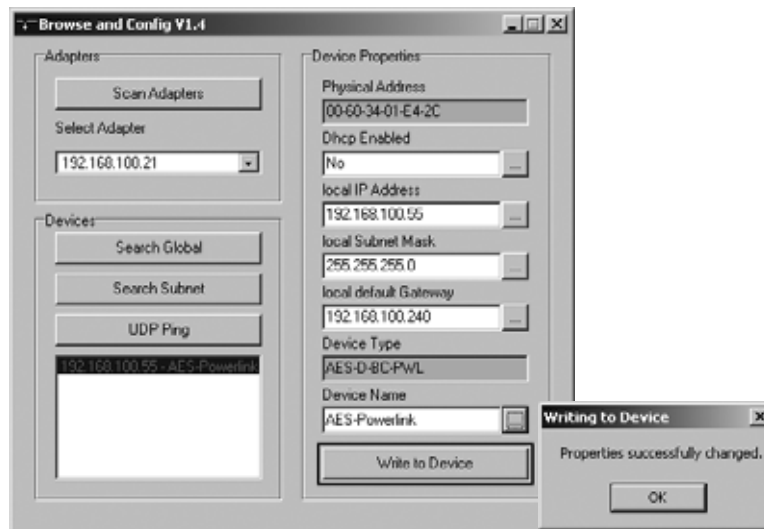 Browse and Config V1.4
Adapters
Scan Adapters
Select Adapter
192.168.100.21
Devices
Search Global
Search Subnet
UDP Ping
192.168.100.55 - AES-Powerlink
Device Properties
Physical Address
00-60-34-01-E4-2C
Dhcp Enabled
No
...
local IP Address
192.168.100.55
...
local Subnet Mask
255.255.255.0
...
local default Gateway
192.168.100.240
...
Device Type
AES-D-BC-PWL
Device Name
AES-Powerlink
Write to Device
Writing to Device
Properties successfully changed.
OK